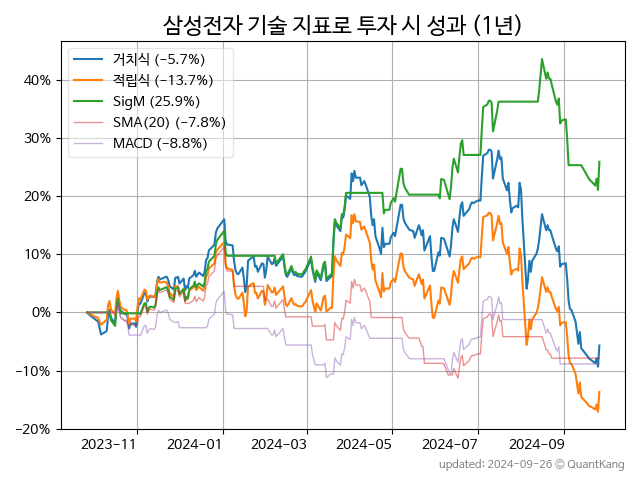 삼성전자 기술 지표로 투자 시 성과 (1년)
거치식 (−5.7%)
적립식 (−13.7%)
SigM (25.9%)
SMA(20) (−7.8%)
MACD (−8.8%)
40%
30%
20%
10%
0%
−10%
−20%
2023−11 2024−01 2024−03 2024−05 2024−07 2024−09
updated: 2024−09−26 ⓒ QuantKang